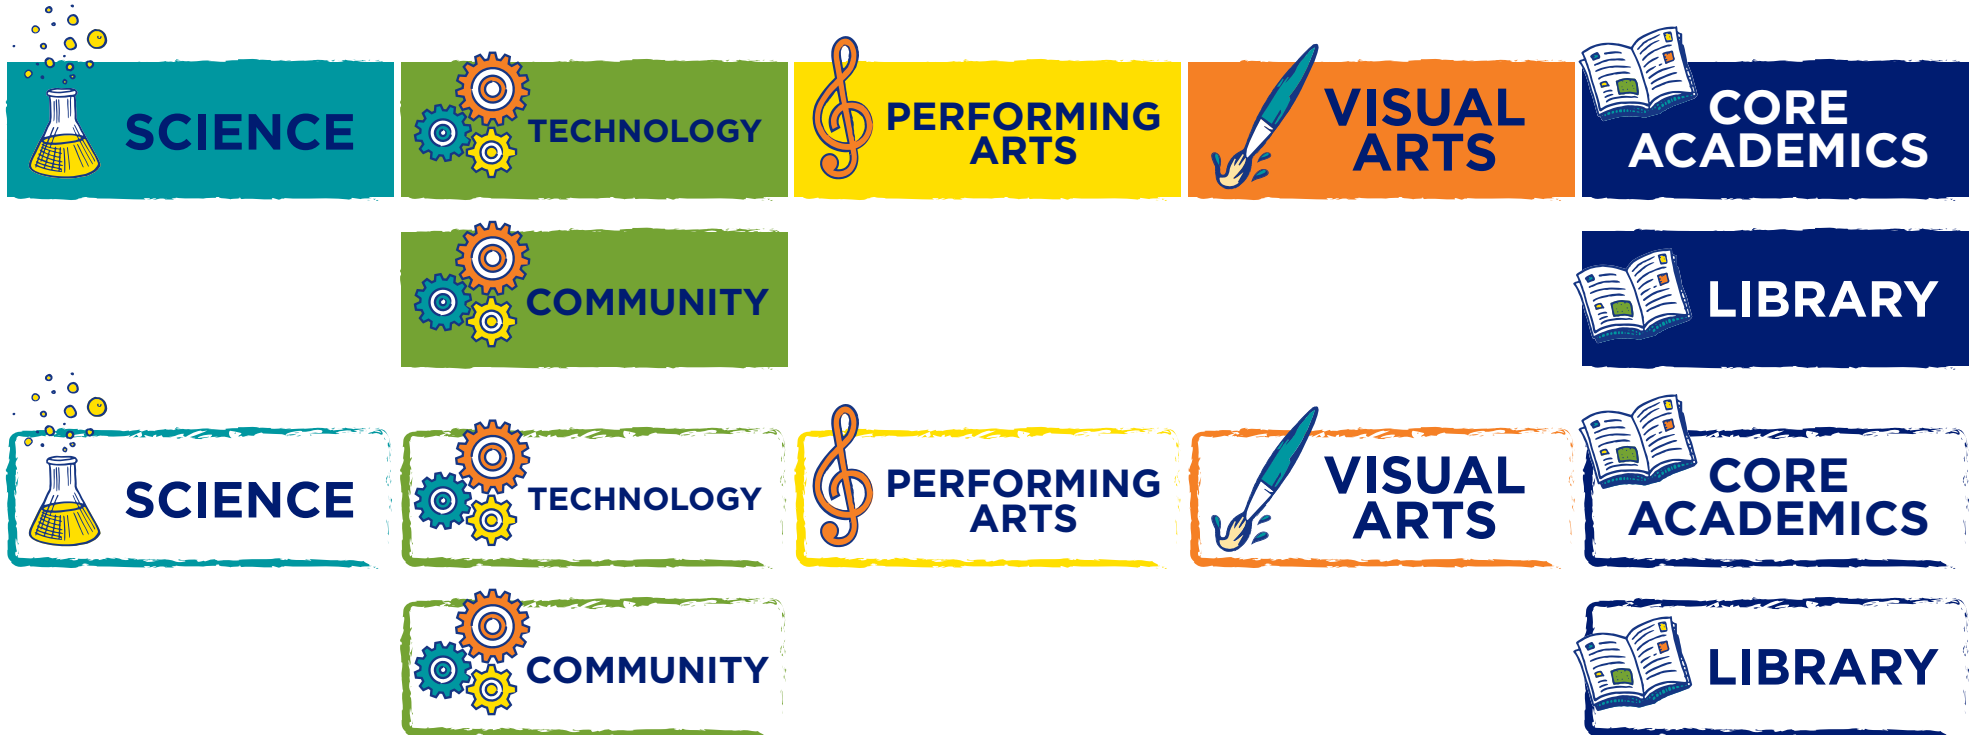 SCIENCE
TECHNOLOGY
PERFORMING
ARTS
VISUAL
ARTS
CORE
ACADEMICS
COMMUNITY
LIBRARY
SCIENCE
TECHNOLOGY
PERFORMING
ARTS
VISUAL
ARTS
CORE
ACADEMICS
COMMUNITY
LIBRARY